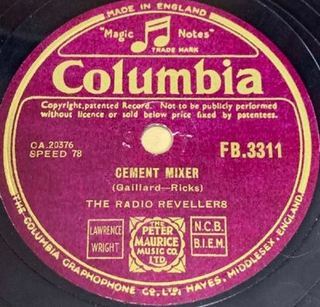 MADE IN ENGLAND
"Magic Notes"
TRADE MARK
Columbia
Copyright, patented Record. Not to be publicly performed
without licence or sold below price fixed by patentees.
CA.20376
SPEED 78
FB.3311
CEMENT MIXER
(Gaillard-Ricks)
THE RADIO REVELLERS
LAWRENCE
WRIGHT
THE
PETER
MAURICE
MUSIC CO.
LTD
N.C.B.
B.I.E.M.
THE COLUMBIA GRAPHOPHONE CO., LTD., HAYES, MIDDLESEX, ENGLAND.